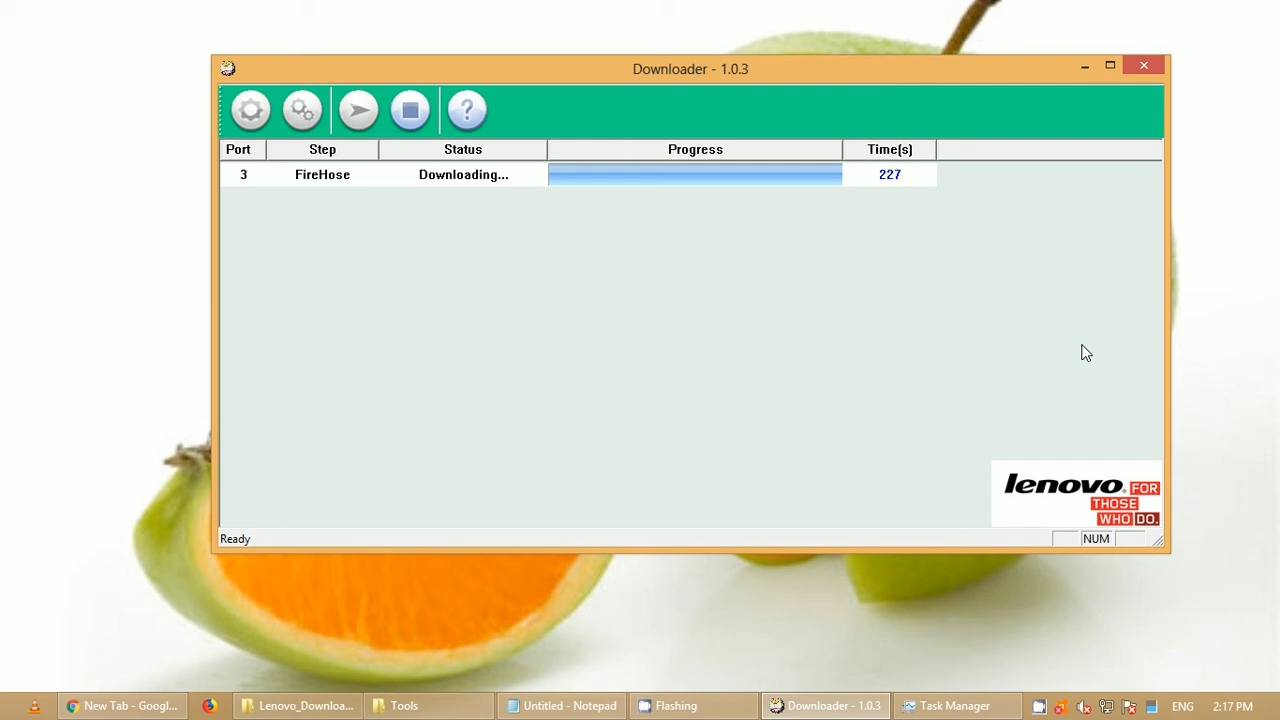 Downloader - 1.0.3
?
Port Step Status Progress Time(s)
3 FireHose Downloading... 227
lenovo. FOR
THOSE
WHO DO.
Ready NUM
New Tab - Googl... Lenovo_Downloa... Tools Untitled - Notepad Flashing Downloader - 1.0.3 Task Manager ENG 2:17 PM